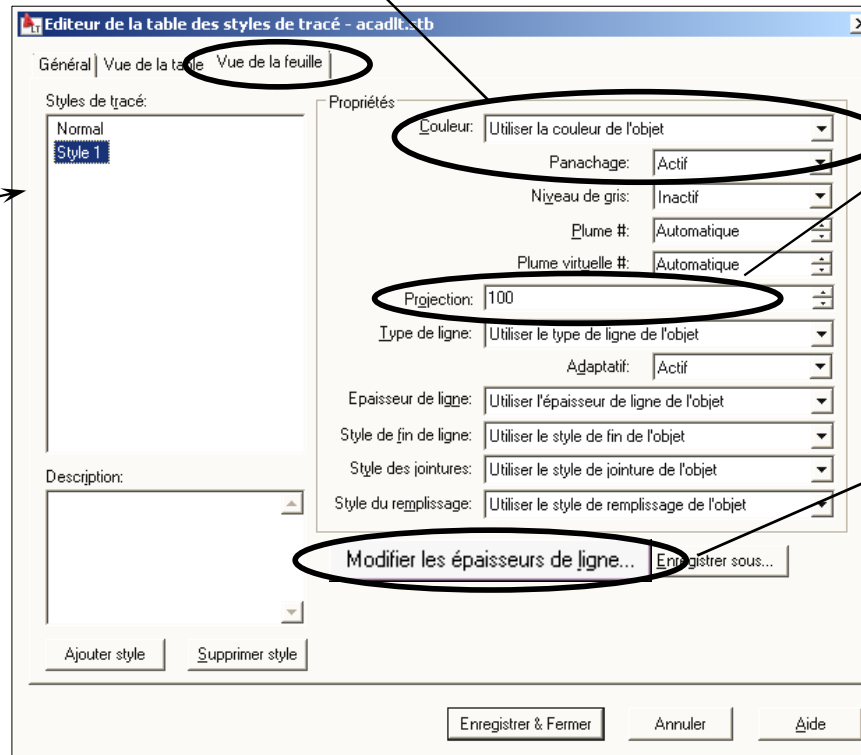 Editeur de la table des styles de tracé - acadlt.stb
Général Vue de la table Vue de la feuille
Styles de tracé:
Normal
Style 1
Propriétés
Couleur: Utiliser la couleur de l'objet
Panachage: Actif
Niveau de gris: Inactif
Plume #: Automatique
Plume virtuelle #: Automatique
Projection: 100
Type de ligne: Utiliser le type de ligne de l'objet
Adaptatif: Actif
Epaisseur de ligne: Utiliser l'épaisseur de ligne de l'objet
Style de fin de ligne: Utiliser le style de fin de l'objet
Style des jointures: Utiliser le style de jointure de l'objet
Style du remplissage: Utiliser le style de remplissage de l'objet
Description:
Modifier les épaisseurs de ligne... Enregistrer sous...
Ajouter style Supprimer style
Enregistrer & Fermer Annuler Aide